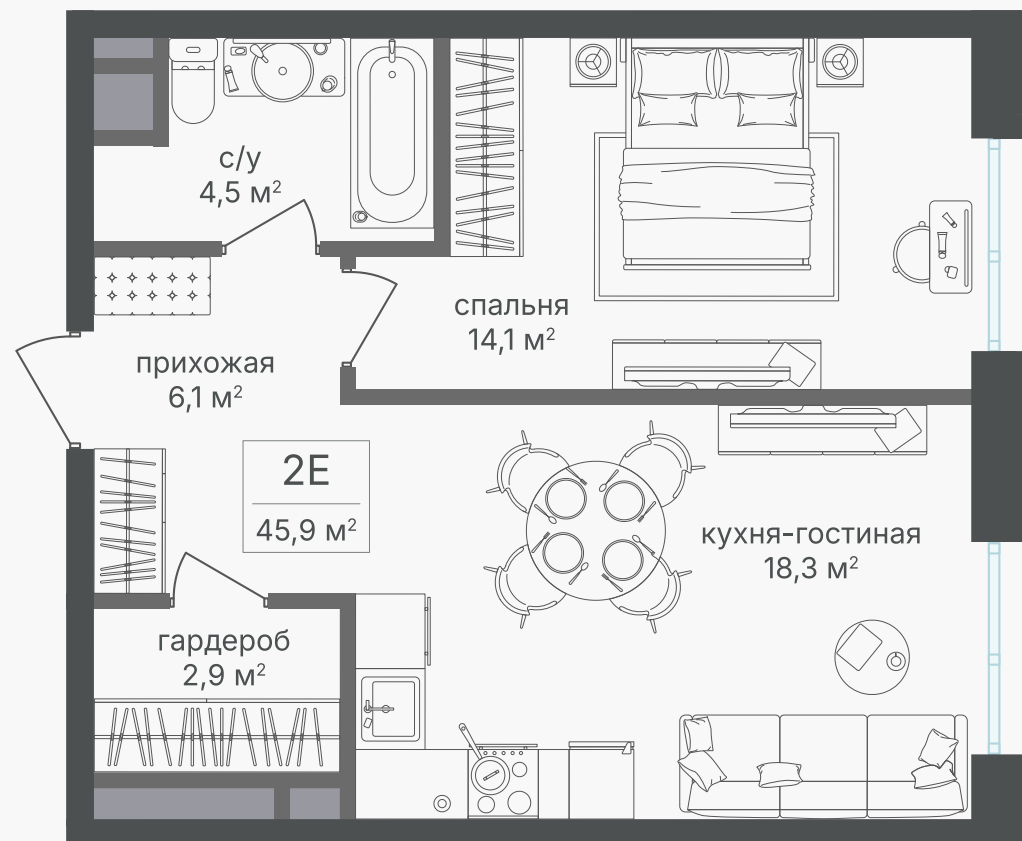 с/у
4,5 м²
спальня
14,1 м²
прихожая
6,1 м²
2Е
45,9 м²
кухня-гостиная
18,3 м²
гардероб
2,9 м²